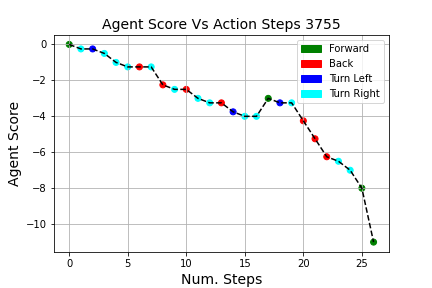 Agent Score Vs Action Steps 3755
Forward
Back
Turn Left
Turn Right
0
−2
−4
−6
−8
−10
Agent Score
0 5 10 15 20 25
Num. Steps